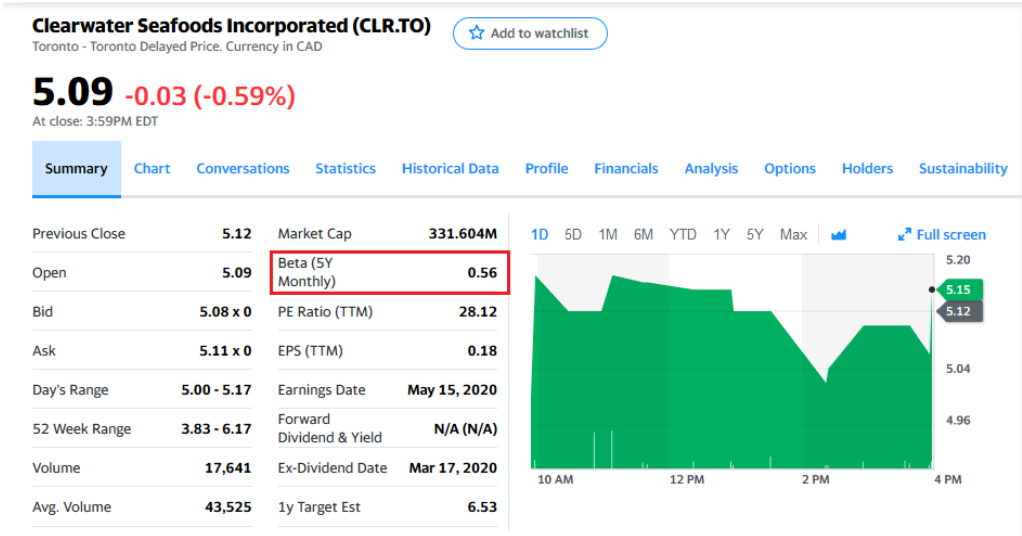 Clearwater Seafoods Incorporated (CLR.TO)
Add to watchlist
Toronto - Toronto Delayed Price. Currency in CAD
5.09 -0.03 (-0.59%)
At close: 3:59PM EDT
Summary Chart Conversations Statistics Historical Data Profile Financials Analysis Options Holders Sustainability
Previous Close 5.12
Open 5.09
Bid 5.08 x 0
Ask 5.11 x 0
Day's Range 5.00 - 5.17
52 Week Range 3.83 - 6.17
Volume 17,641
Avg. Volume 43,525
Market Cap 331.604M
Beta (5Y
Monthly) 0.56
PE Ratio (TTM) 28.12
EPS (TTM) 0.18
Earnings Date May 15, 2020
Forward
Dividend & Yield N/A (N/A)
Ex-Dividend Date Mar 17, 2020
1y Target Est 6.53
1D 5D 1M 6M YTD 1Y 5Y Max Full screen
5.20
5.15
5.12
5.04
4.96
10 AM 12 PM 2 PM 4 PM